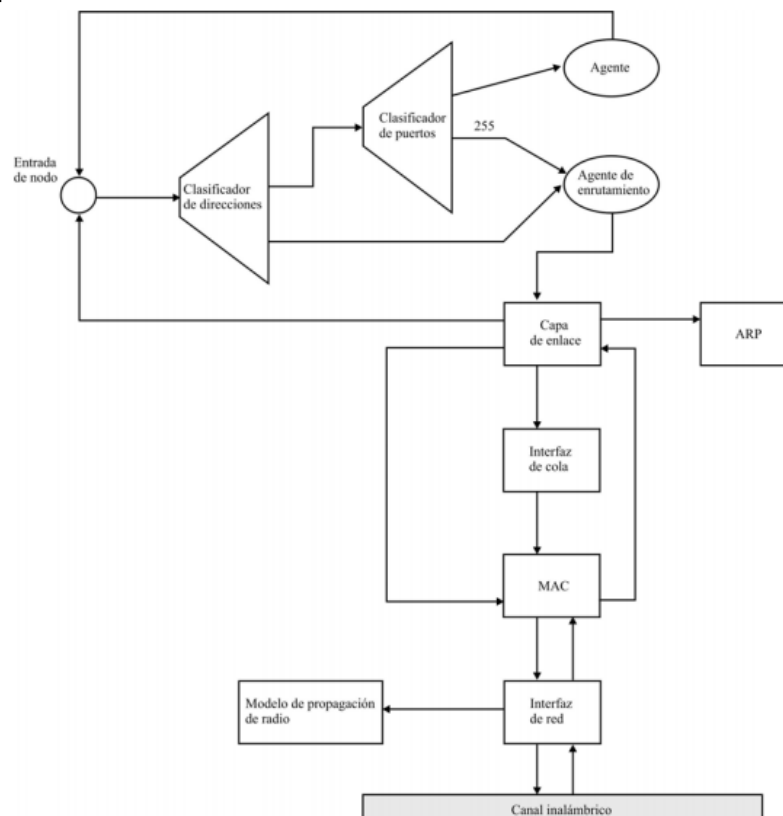 Agente
Clasificador
de puertos
255
Entrada
de nodo
Clasificador
de direcciones
Agente de
enrutamiento
Capa
de enlace
ARP
Interfaz
de cola
MAC
Modelo de propagación
de radio
Interfaz
de red
Canal inalámbrico